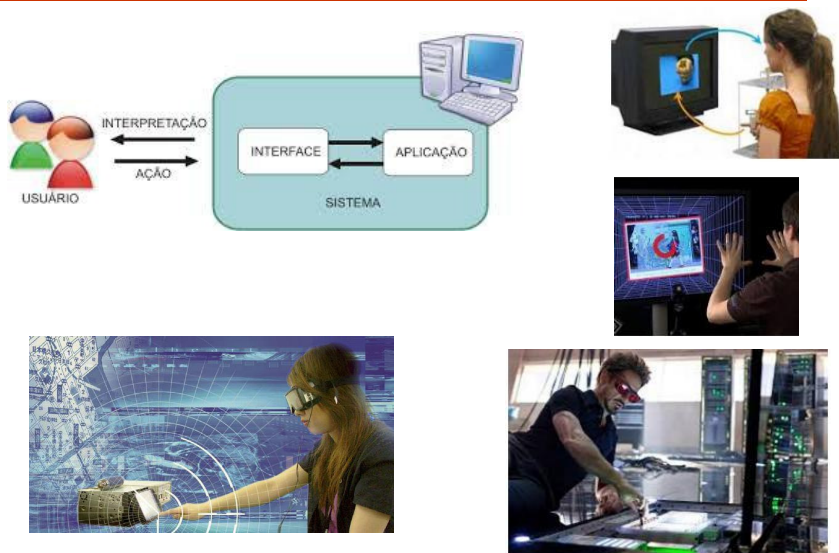 INTERPRETAÇÃO
AÇÃO
USUÁRIO
INTERFACE
APLICAÇÃO
SISTEMA